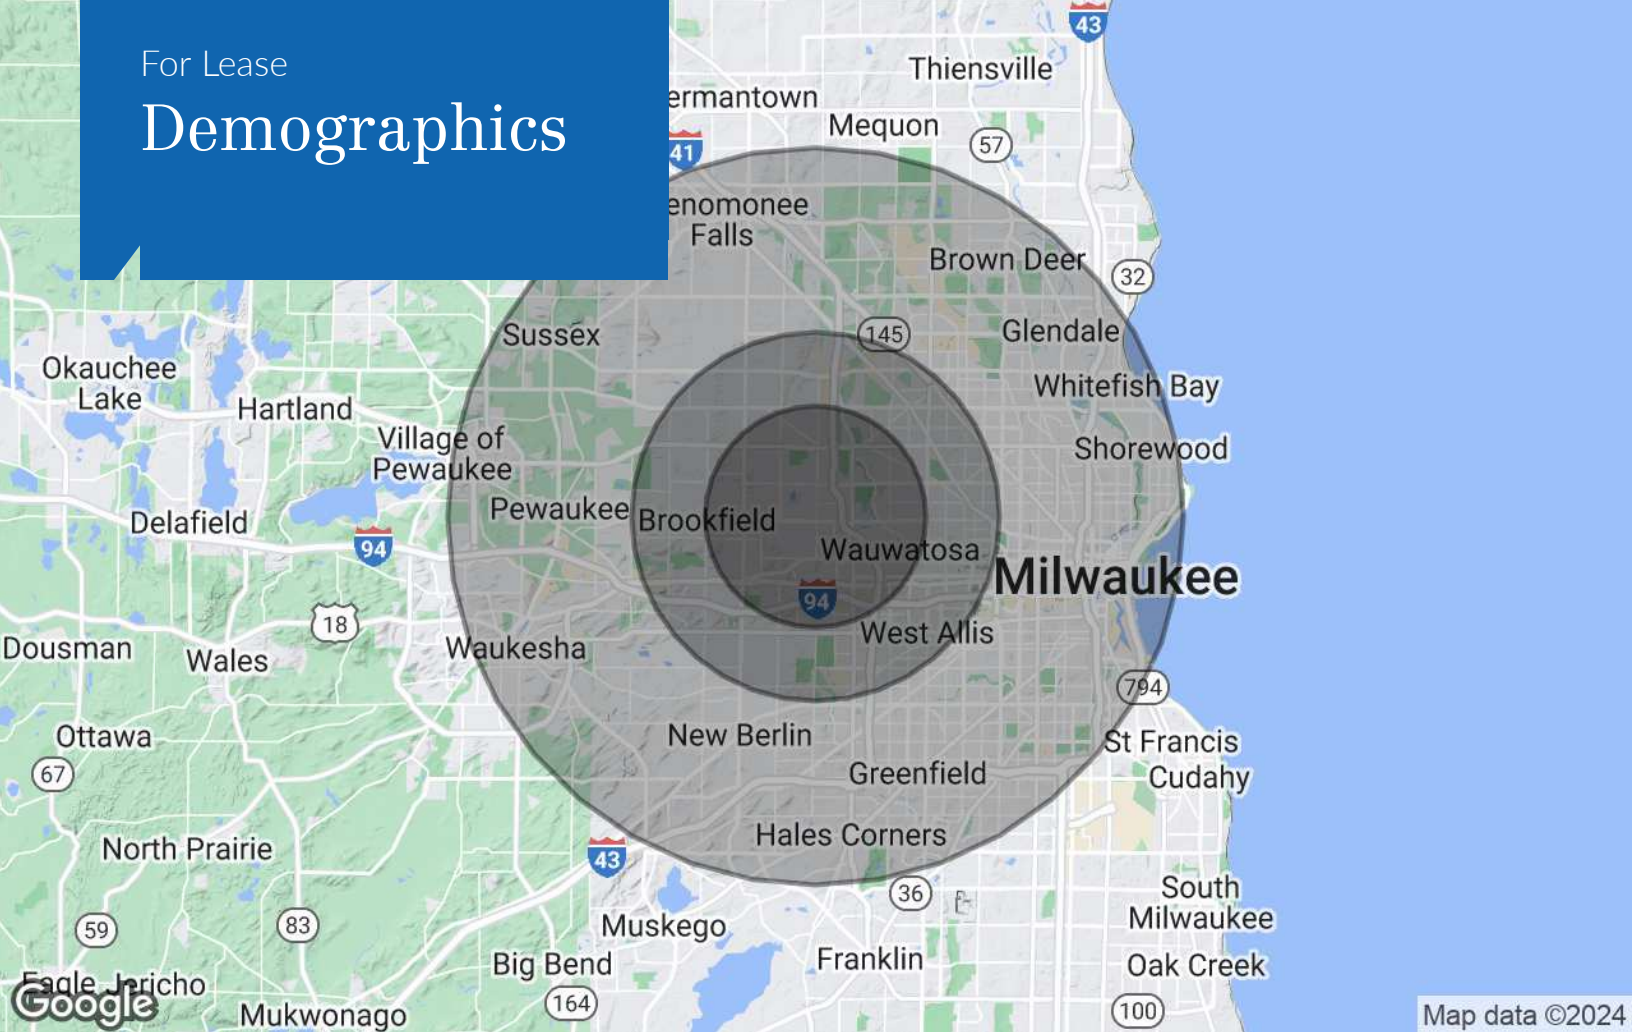 For Lease
Demographics
43
Thiensville
ermantown
Mequon
57
41
enomonee
Falls
Brown Deer
32
Sussex
145
Glendale
Okauchee
Lake
Whitefish Bay
Hartland
Village of
Pewaukee
Shorewood
Pewaukee
Brookfield
Delafield
94
Wauwatosa
Milwaukee
94
18
West Allis
Dousman
Wales
Waukesha
794
Ottawa
New Berlin
St Francis
67
Greenfield
Cudahy
North Prairie
Hales Corners
43
36
South
Milwaukee
59
83
Muskego
Big Bend
Franklin
Oak Creek
Eagle Jericho
Google
Mukwonago
164
100
Map data ©2024